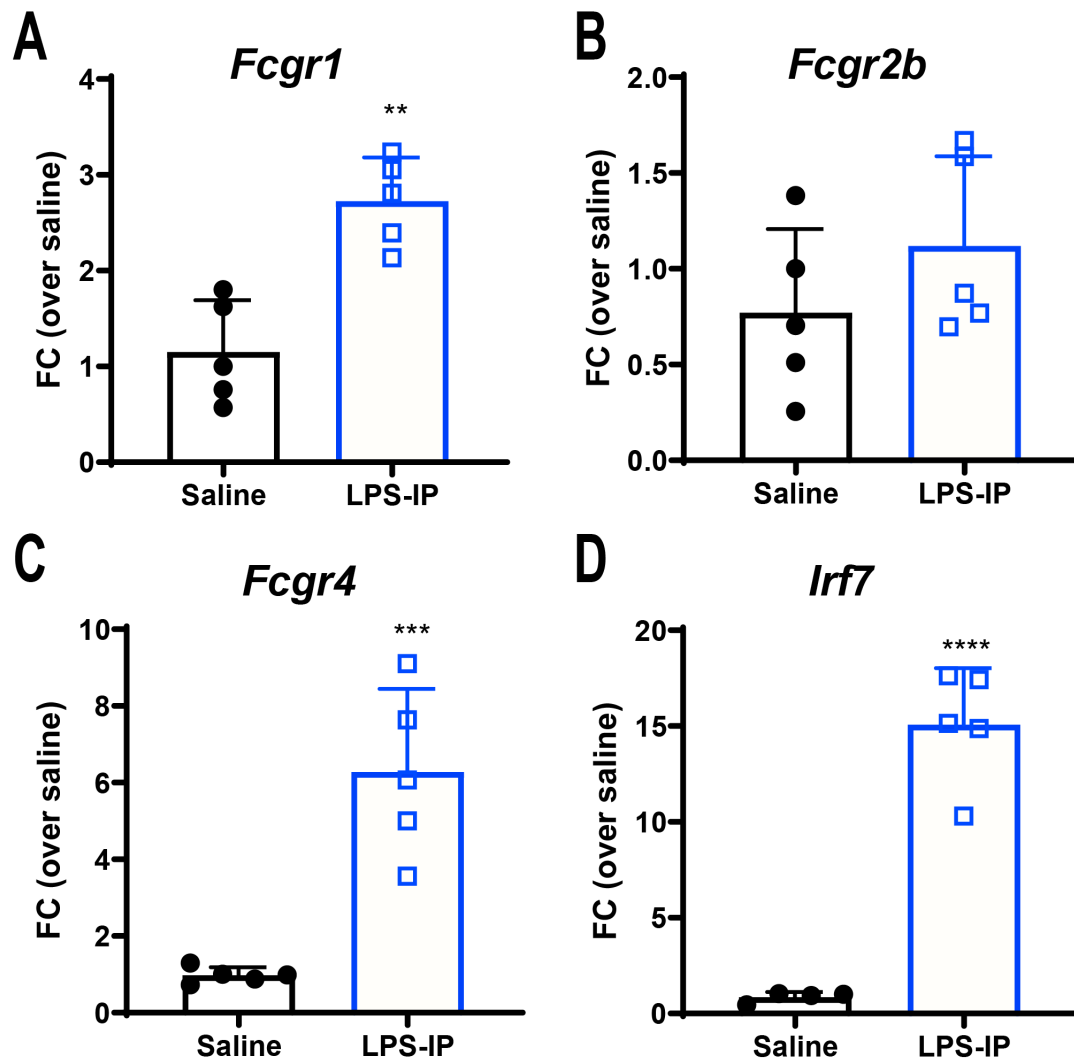 A
Fcgr1
4
3
2
1
0
FC (over saline)
**
Saline
LPS-IP
B
Fcgr2b
2.0
1.5
1.0
0.5
0.0
FC (over saline)
Saline
LPS-IP
C
Fcgr4
10
8
6
4
2
0
FC (over saline)
***
Saline
LPS-IP
D
Irf7
20
15
10
5
0
FC (over saline)
****
Saline
LPS-IP